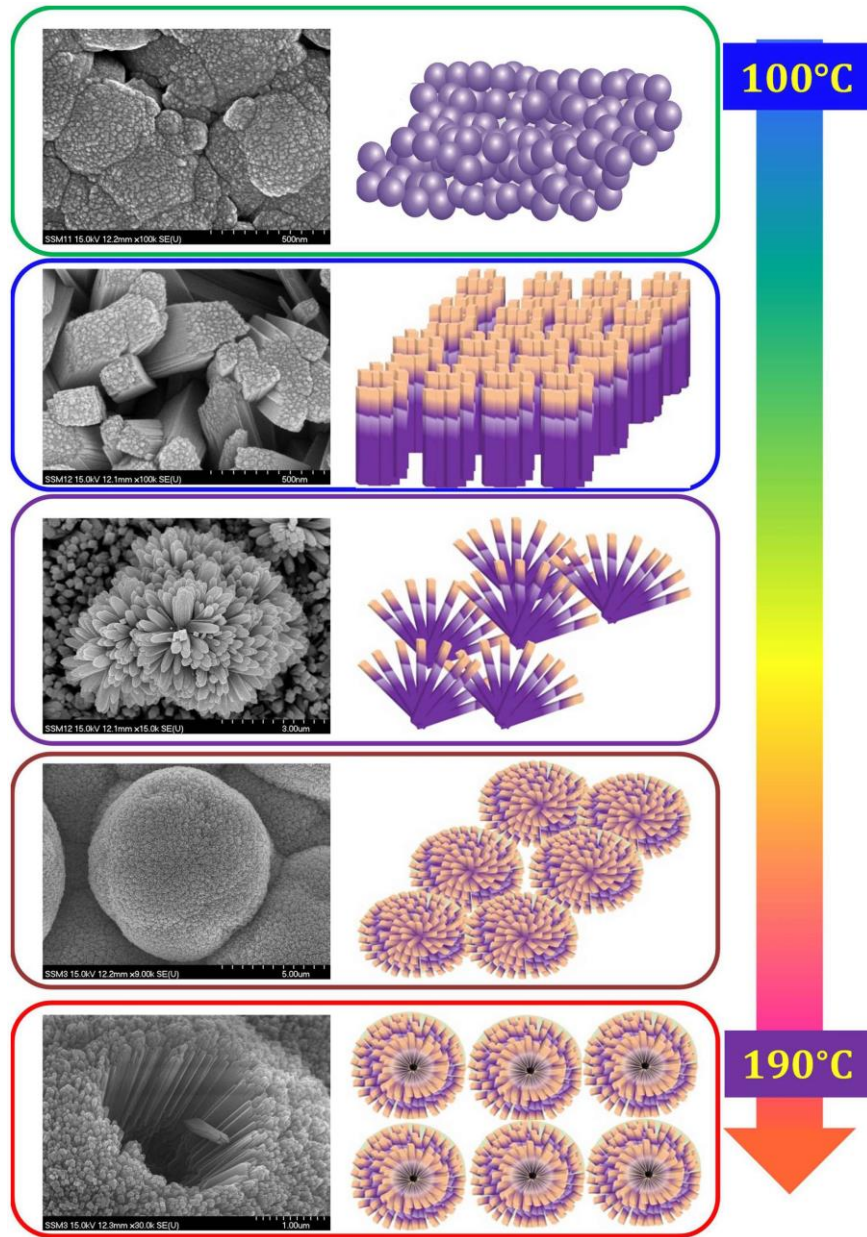 100°C
SSM11 15.0kV 12.2mm x100k SE(U)
500nm
SSM12 15.0kV 12.1mm x100k SE(U)
500nm
SSM12 15.0kV 12.1mm x15.0k SE(U)
3.00um
SSM3 15.0kV 12.2mm x9.00k SE(U)
5.00um
190°C
SSM3 15.0kV 12.3mm x30.0k SE(U)
1.00um